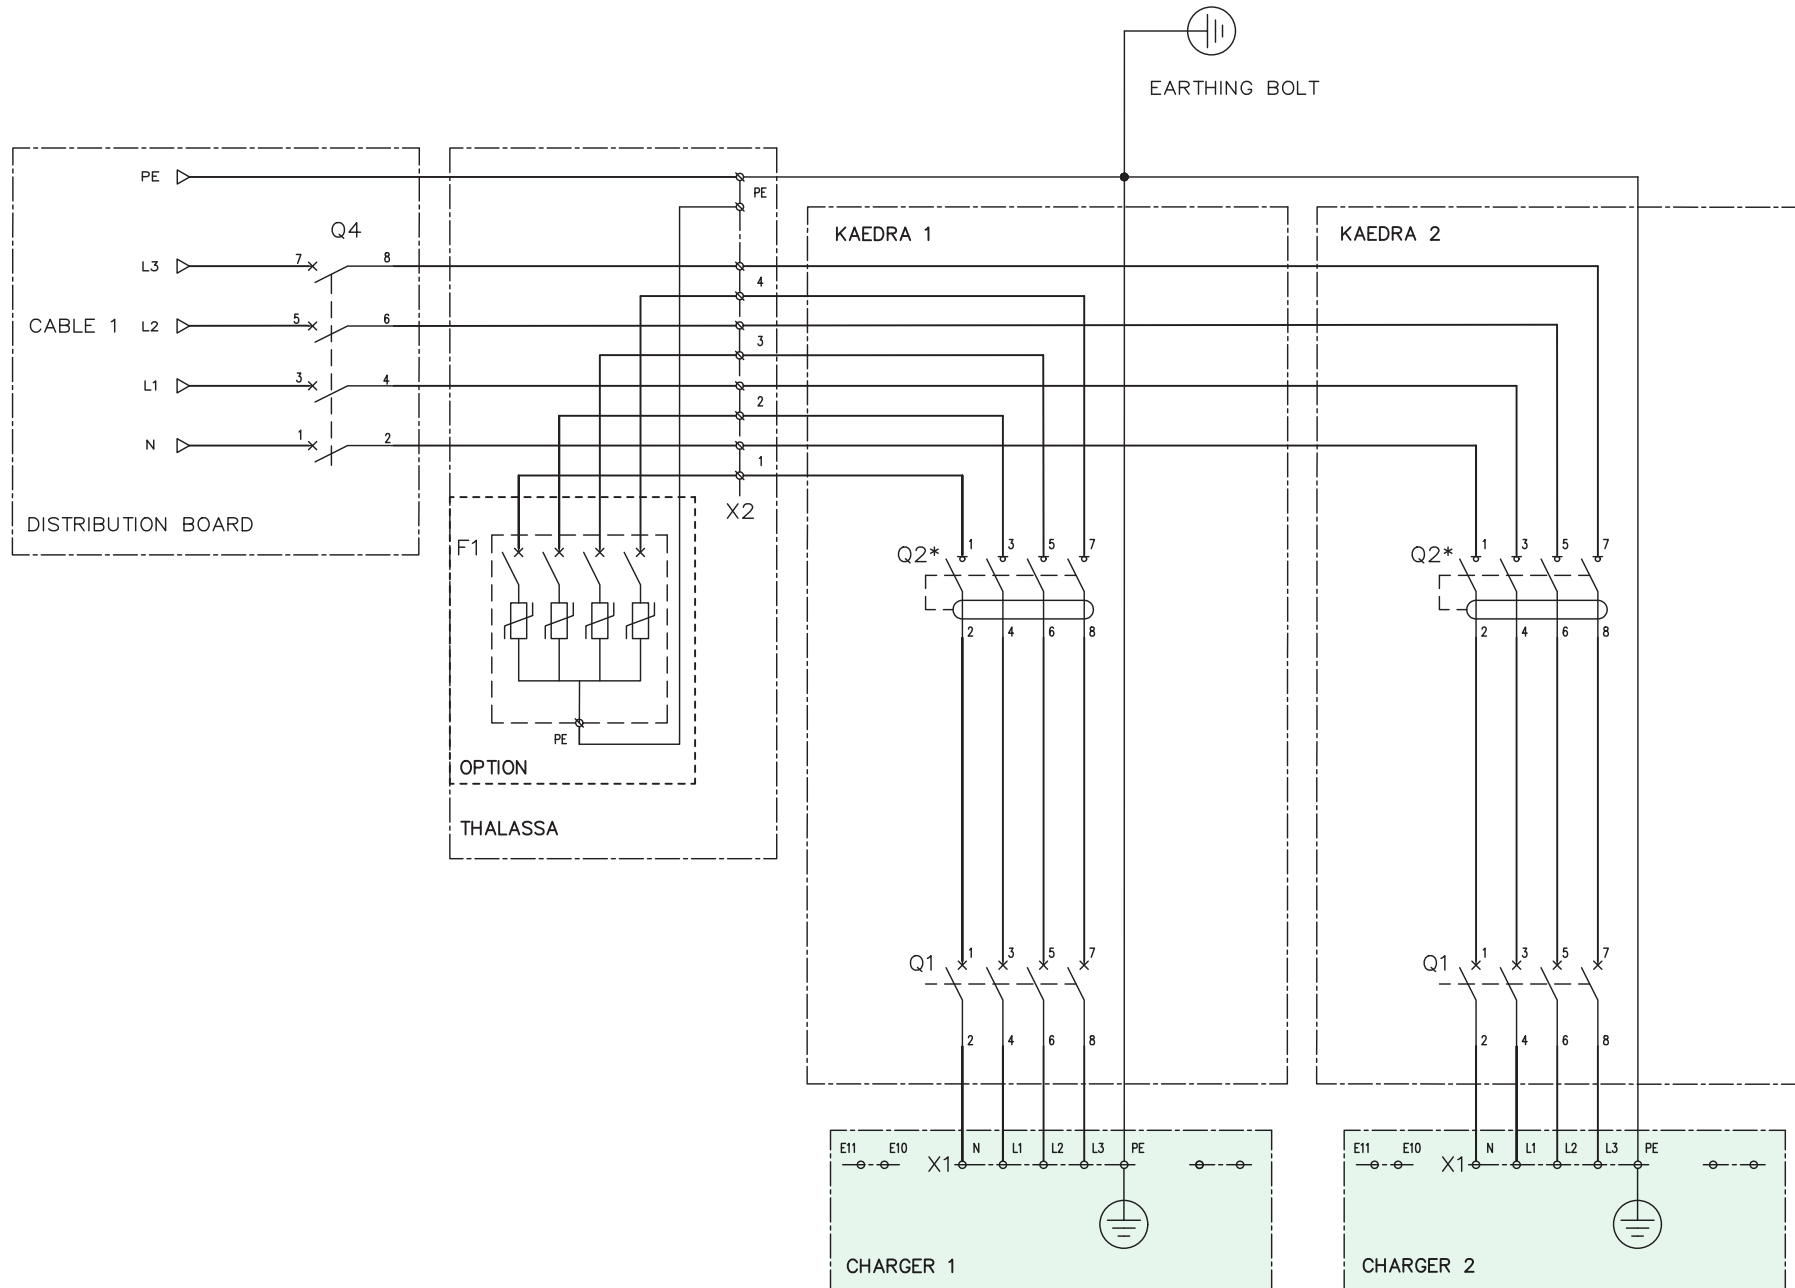 EARTHING BOLT
PE
PE
Q4
KAEDRA 1
KAEDRA 2
L3
7
8
4
CABLE 1
L2
5
6
3
L1
3
4
2
N
1
2
1
DISTRIBUTION BOARD
X2
F1
Q2*
1
3
5
7
Q2*
1
3
5
7
2
4
6
8
2
4
6
8
PE
OPTION
THALASSA
Q1
1
3
5
7
Q1
1
3
5
7
2
4
6
8
2
4
6
8
E11
E10
X1
N
L1
L2
L3
PE
E11
E10
X1
N
L1
L2
L3
PE
CHARGER 1
CHARGER 2